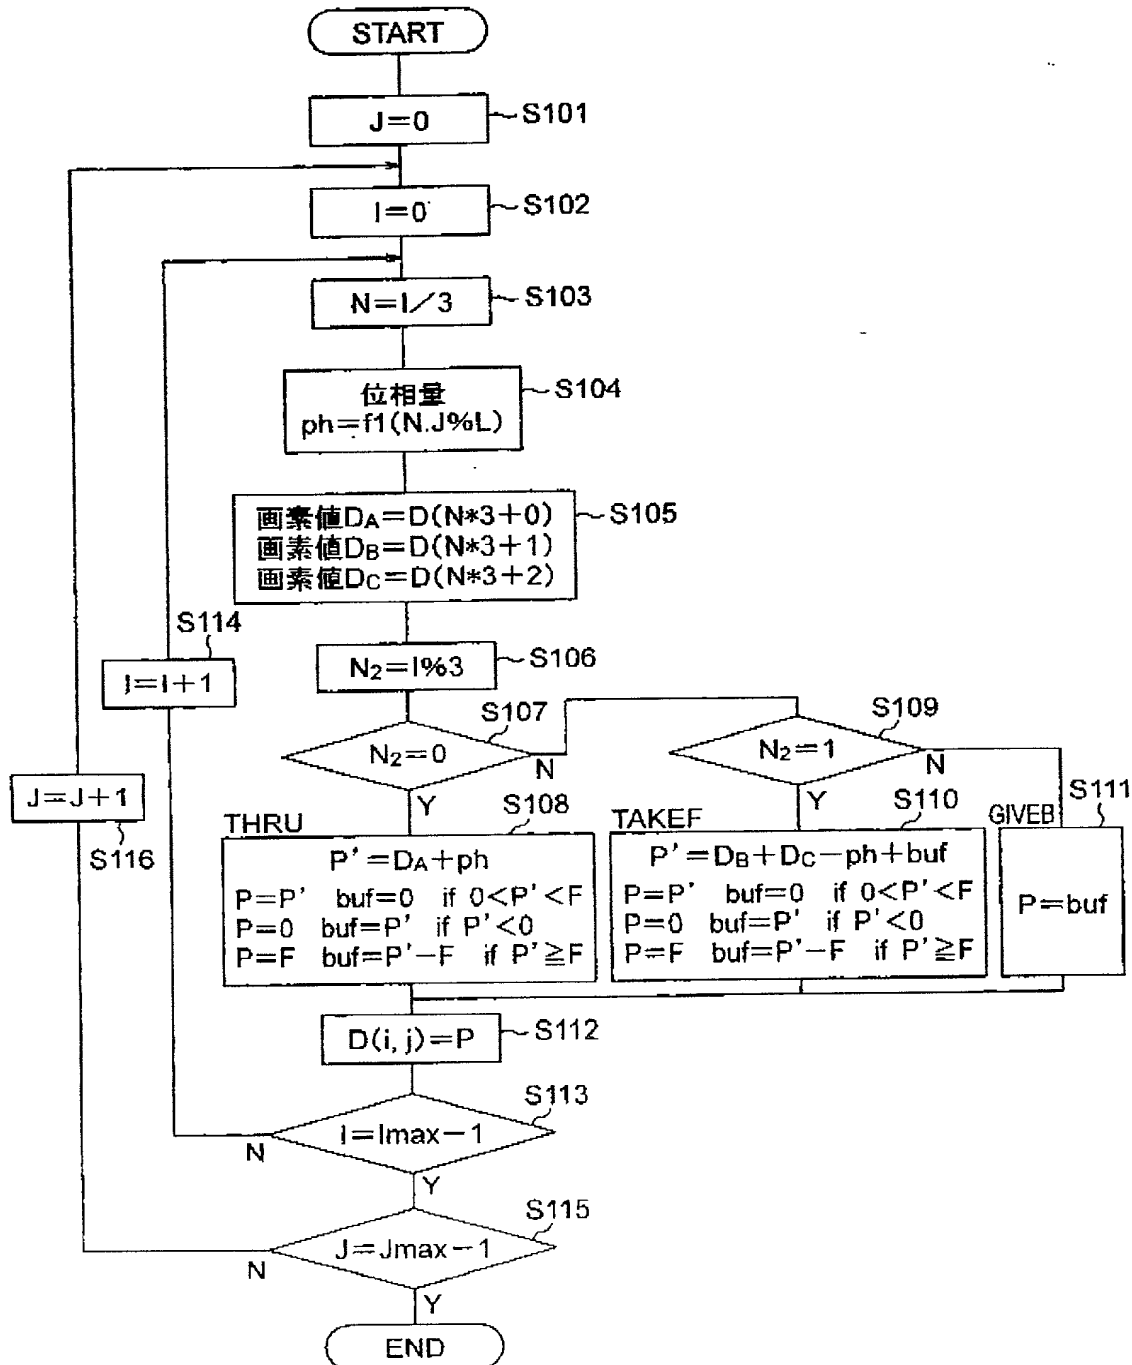 START
J=0
S101
I=0
S102
N=I/3
S103
位相量
ph=f1(N.J%L)
S104
画素値DA=D(N*3+0)
画素値DB=D(N*3+1)
画素値DC=D(N*3+2)
S105
S114
I=I+1
N2=I%3
S106
S107
N2=0
N
Y
S109
N2=1
N
Y
J=J+1
S116
THRU
S108
P'=DA+ph
P=P' buf=0 if 0<P'<F
P=0 buf=P' if P'<0
P=F buf=P'-F if P'≧F
TAKEF
S110
P'=DB+DC-ph+buf
P=P' buf=0 if 0<P'<F
P=0 buf=P' if P'<0
P=F buf=P'-F if P'≧F
GIVEB
S111
P=buf
D(i,j)=P
S112
S113
I=Imax-1
N
Y
S115
J=Jmax-1
N
Y
END